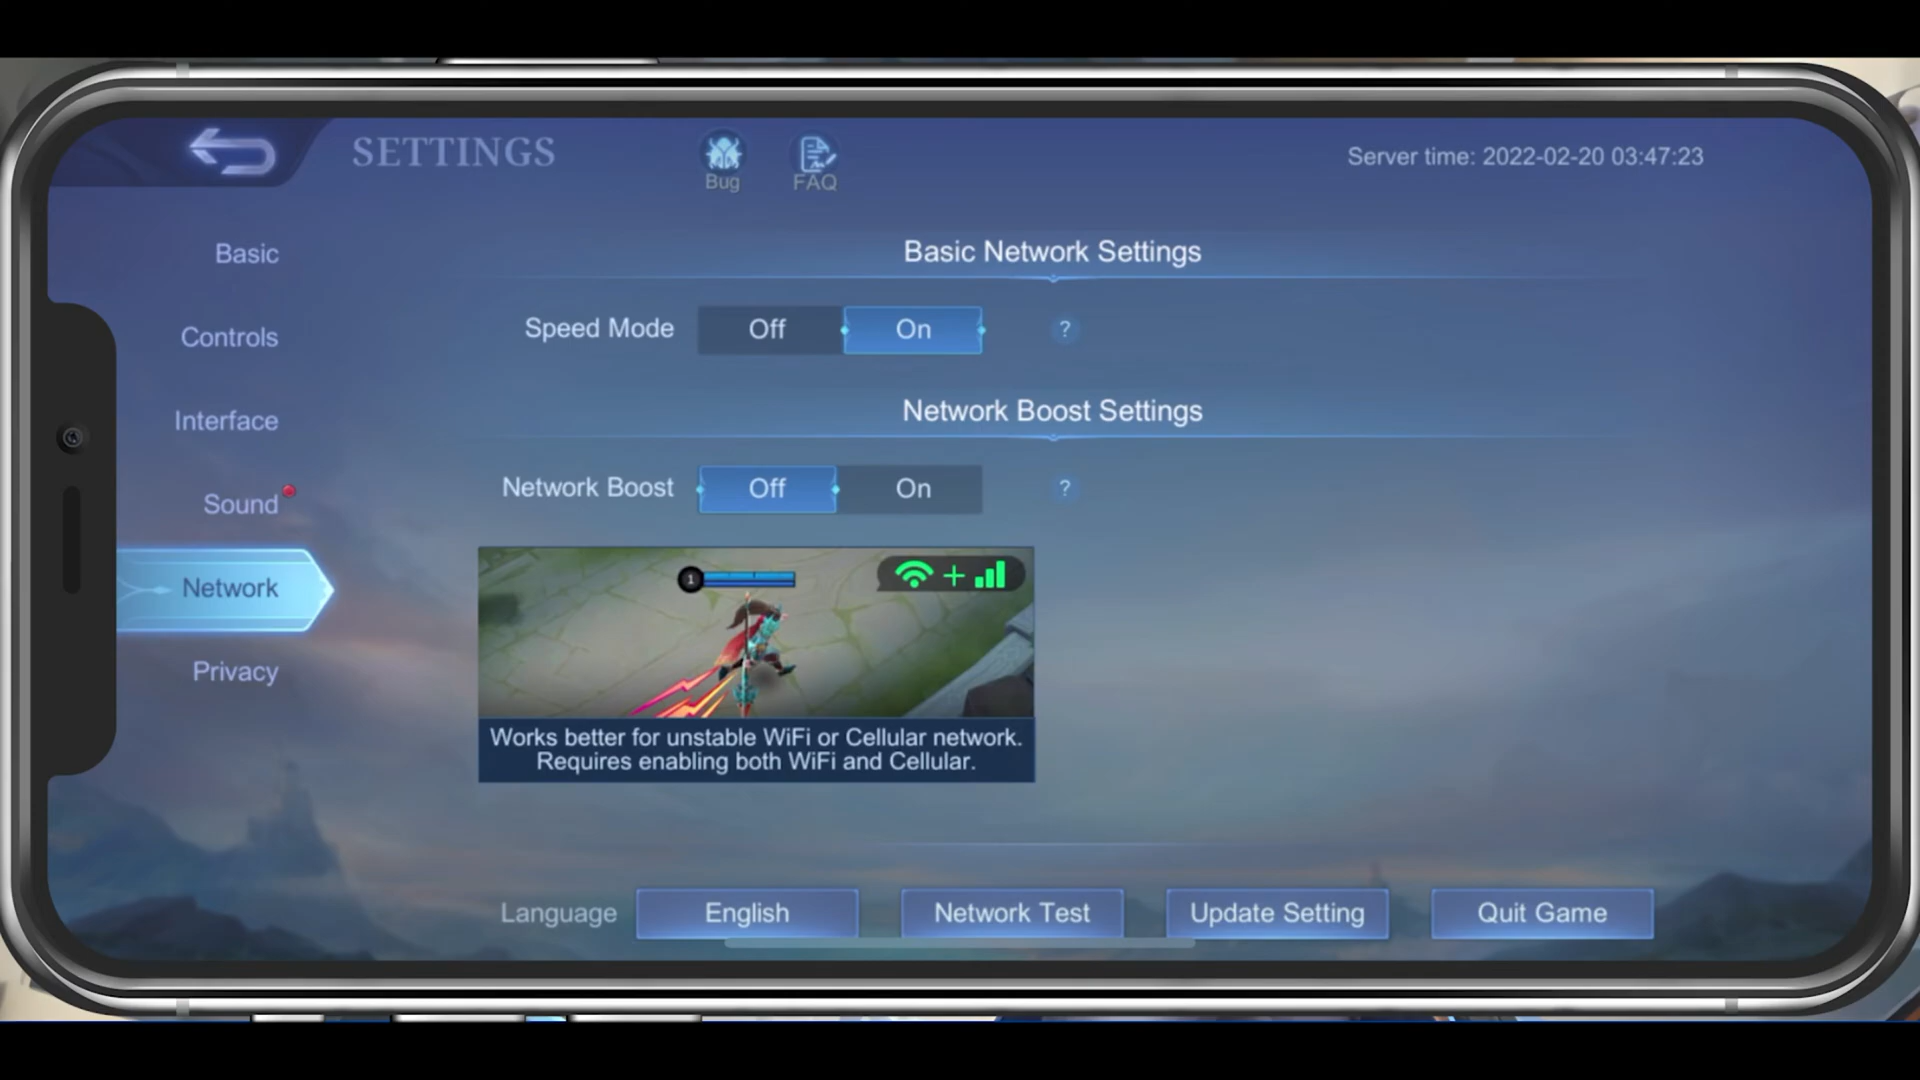 SETTINGS
Bug
FAQ
Server time: 2022-02-20 03:47:23
Basic
Controls
Interface
Sound
Network
Privacy
Basic Network Settings
Speed Mode
Off
On
?
Network Boost Settings
Network Boost
Off
On
?
1
Works better for unstable WiFi or Cellular network.
Requires enabling both WiFi and Cellular.
Language
English
Network Test
Update Setting
Quit Game